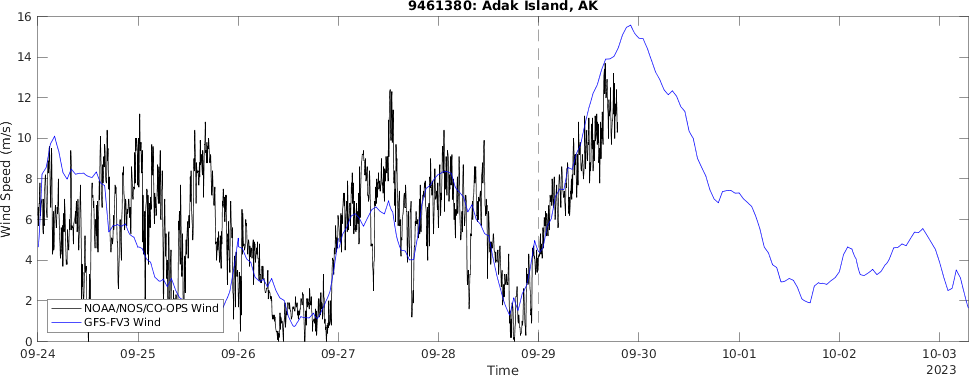 9461380: Adak Island, AK
Wind Speed (m/s)
16
14
12
10
8
6
4
2
0
NOAA/NOS/CO-OPS Wind
GFS-FV3 Wind
09-24 09-25 09-26 09-27 09-28 09-29 09-30 10-01 10-02 10-03
Time 2023